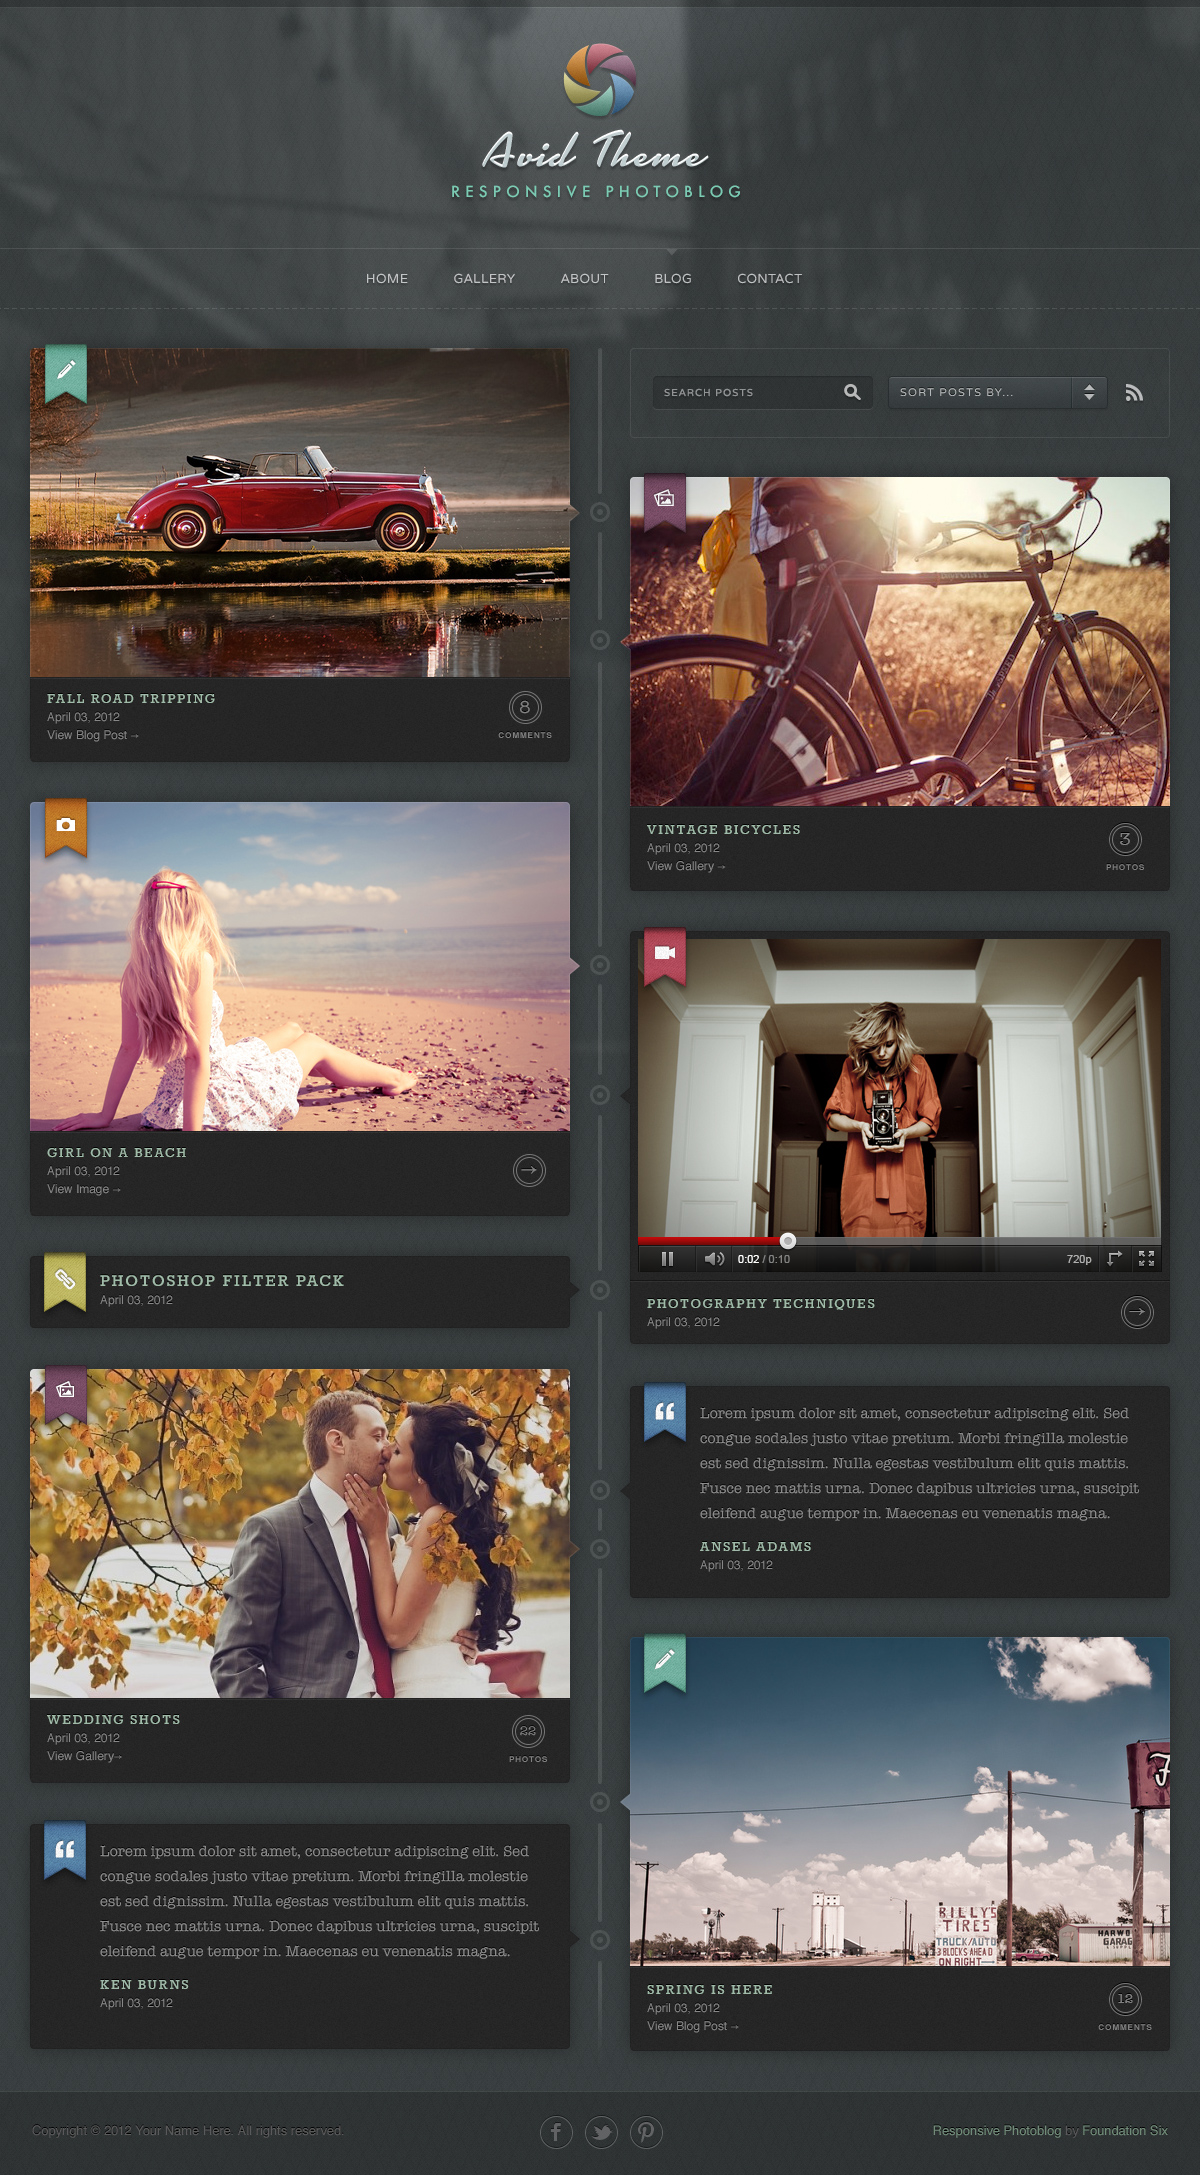 Avid Theme
RESPONSIVE PHOTOBLOG
HOME GALLERY ABOUT BLOG CONTACT
SEARCH POSTS
SORT POSTS BY...
FALL ROAD TRIPPING
April 03, 2012
View Blog Post →
8
COMMENTS
VINTAGE BICYCLES
April 03, 2012
View Gallery →
3
PHOTOS
GIRL ON A BEACH
April 03, 2012
View Image →
0:02 / 0:10
720p
PHOTOGRAPHY TECHNIQUES
April 03, 2012
PHOTOSHOP FILTER PACK
April 03, 2012
WEDDING SHOTS
April 03, 2012
View Gallery→
22
PHOTOS
Lorem ipsum dolor sit amet, consectetur adipiscing elit. Sed
congue sodales justo vitae pretium. Morbi fringilla molestie
est sed dignissim. Nulla egestas vestibulum elit quis mattis.
Fusce nec mattis urna. Donec dapibus ultricies urna, suscipit
eleifend augue tempor in. Maecenas eu venenatis magna.
ANSEL ADAMS
April 03, 2012
BILLYS
TIRES
TRUCK/AUTO
3 BLOCKS AHEAD
ON RIGHT→
HARWO
GARAG
SPRING IS HERE
April 03, 2012
View Blog Post →
12
COMMENTS
Lorem ipsum dolor sit amet, consectetur adipiscing elit. Sed
congue sodales justo vitae pretium. Morbi fringilla molestie
est sed dignissim. Nulla egestas vestibulum elit quis mattis.
Fusce nec mattis urna. Donec dapibus ultricies urna, suscipit
eleifend augue tempor in. Maecenas eu venenatis magna.
KEN BURNS
April 03, 2012
Copyright © 2012 Your Name Here. All rights reserved.
Responsive Photoblog by Foundation Six